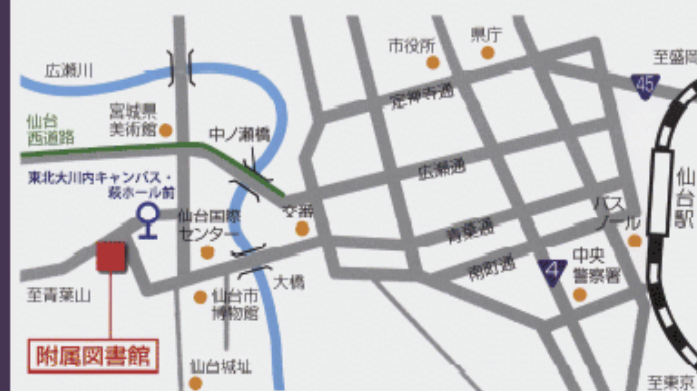 県庁
市役所
至盛岡
広瀬川
45
定禅寺通
宮城県
美術館
仙台
西道路
中ノ瀬橋
広瀬通
東北大川内キャンパス・
萩ホール前
仙台駅
交番
バス
プール
仙台国際
センター
青葉通
南町通
4
中央
警察署
大橋
至青葉山
仙台市
博物館
附属図書館
仙台城址
至東京